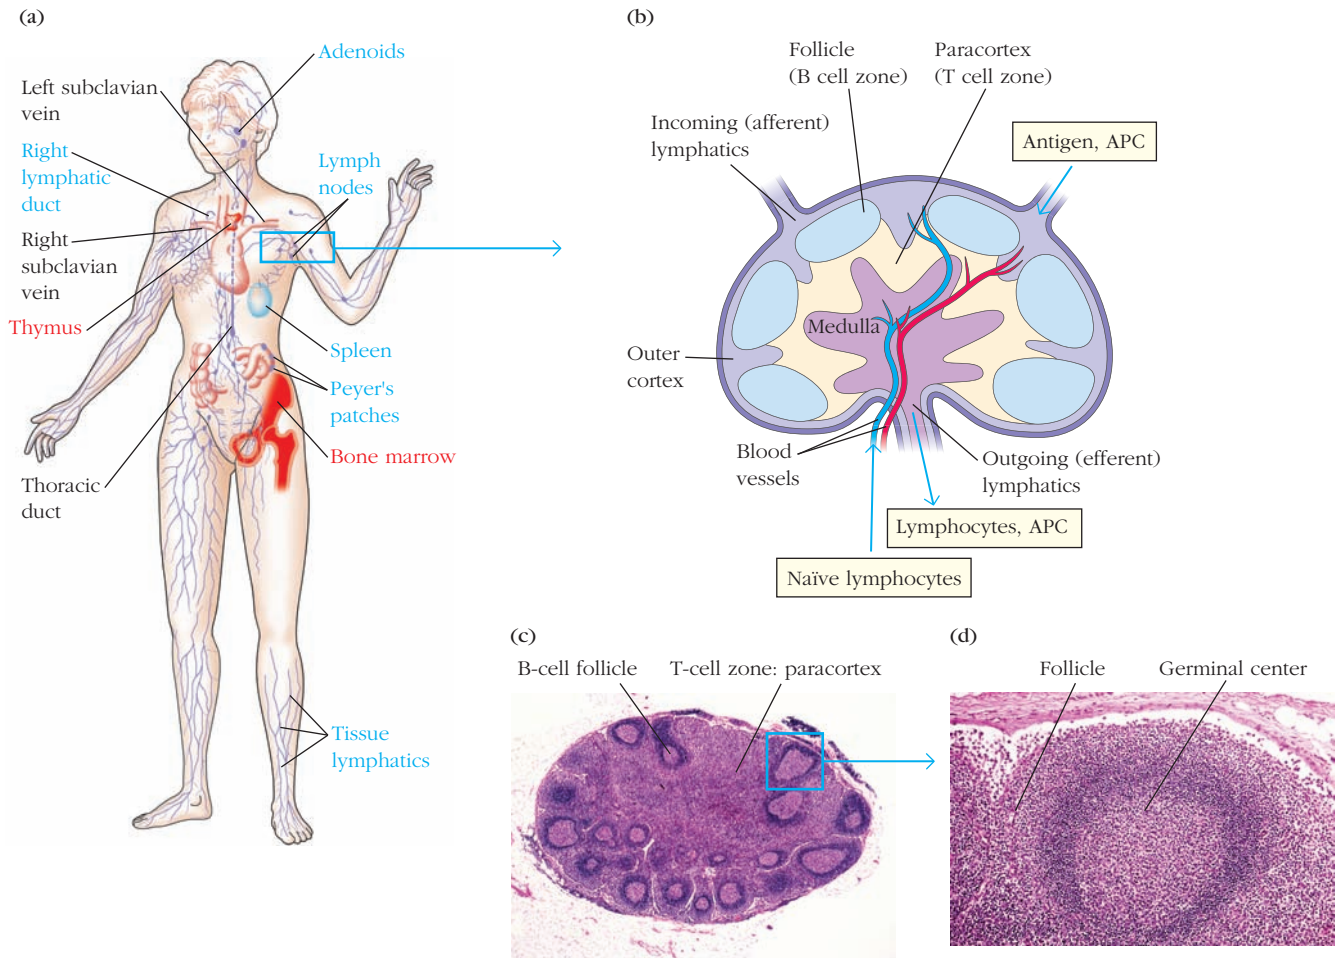 (a)
Adenoids
Left subclavian
vein
Right
lymphatic
duct
Lymph
nodes
Right
subclavian
vein
Thymus
Spleen
Peyer's
patches
Bone marrow
Thoracic
duct
Tissue
lymphatics
(b)
Follicle
(B cell zone)
Paracortex
(T cell zone)
Incoming (afferent)
lymphatics
Antigen, APC
Medulla
Outer
cortex
Blood
vessels
Outgoing (efferent)
lymphatics
Lymphocytes, APC
Naïve lymphocytes
(c)
B-cell follicle
T-cell zone: paracortex
(d)
Follicle
Germinal center